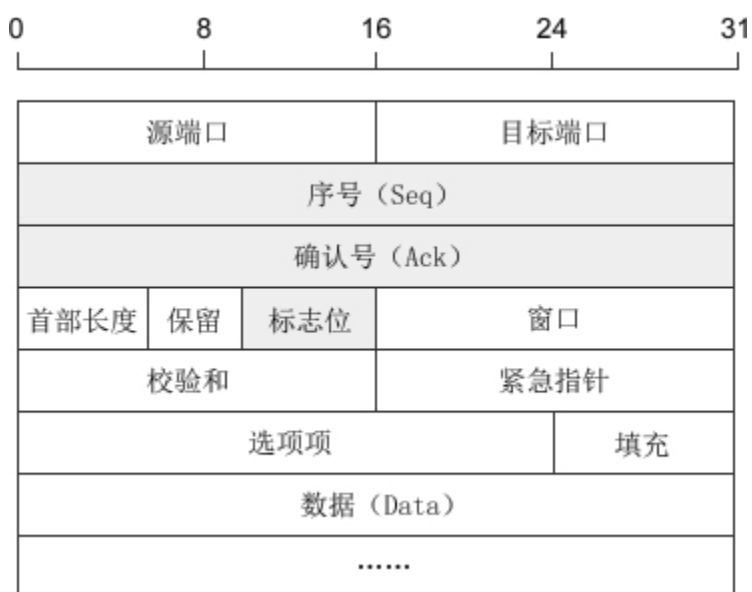 0 8 16 24 31
源端口 目标端口
序号（Seq）
确认号（Ack）
首部长度 保留 标志位 窗口
校验和 紧急指针
选项项 填充
数据（Data）
……